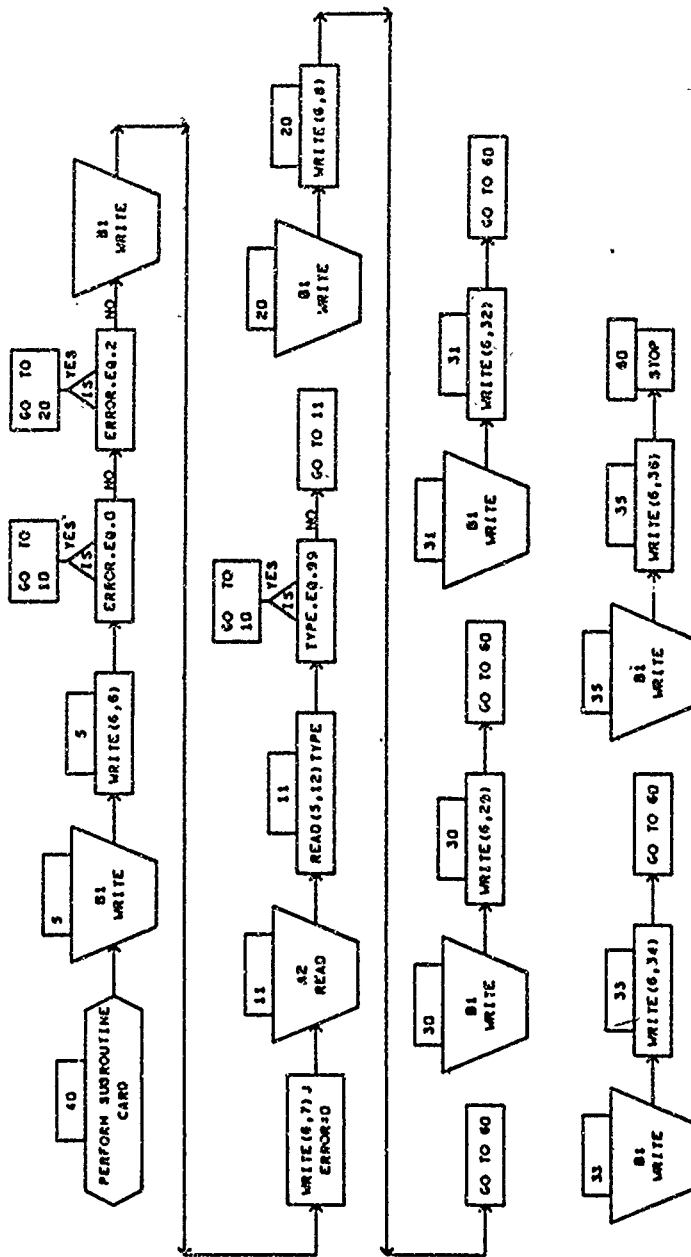 40
PERFORM SUBROUTINE
CARD
5
B1
WRITE
5
WRITE(6,6)
GO TO
10
YES
IS
ERROR.EQ.0
NO
GO TO
20
YES
IS
ERROR.EQ.2
NO
B1
WRITE
WRITE(6,7)J
ERROR=0
11
A2
READ
11
READ(5,12)TYPE
GO TO
10
YES
IS
TYPE.EQ.99
NO
GO TO 11
20
B1
WRITE
20
WRITE(6,8)
GO TO 60
30
B1
WRITE
30
WRITE(6,29)
GO TO 60
31
B1
WRITE
31
WRITE(6,32)
GO TO 60
33
B1
WRITE
33
WRITE(6,34)
GO TO 60
35
B1
WRITE
35
WRITE(6,36)
60
STOP